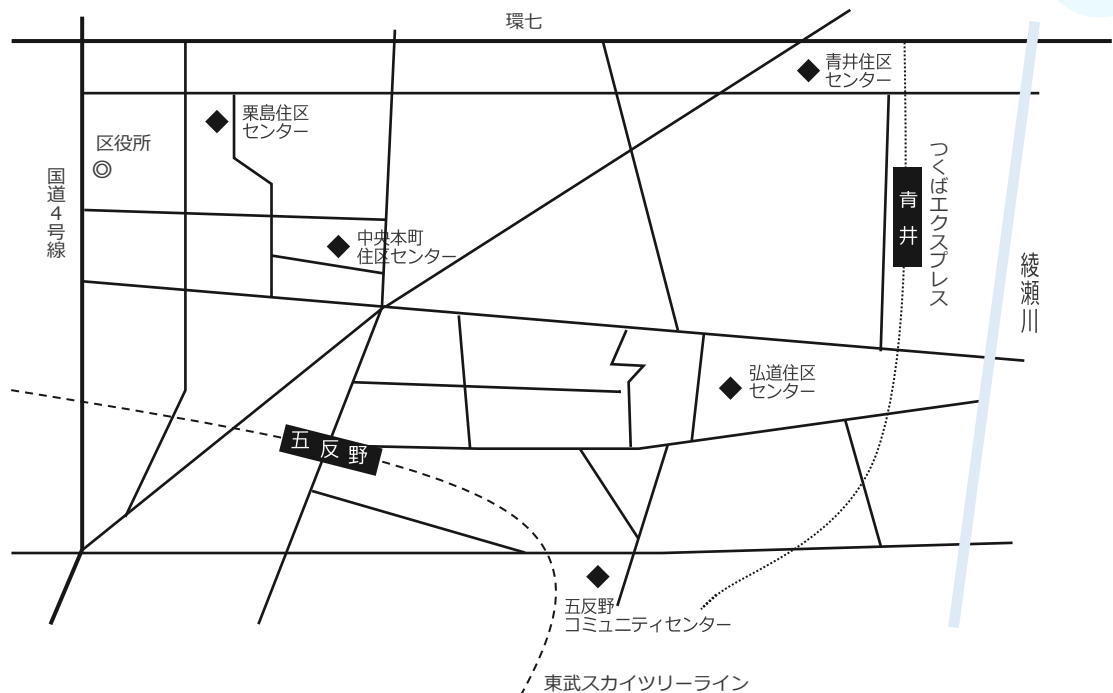 環七
青井住区
センター
栗島住区
センター
区役所
国道4号線
つくばエクスプレス
青井
中央本町
住区センター
綾瀬川
弘道住区
センター
五反野
五反野
コミュニティセンター
東武スカイツリーライン